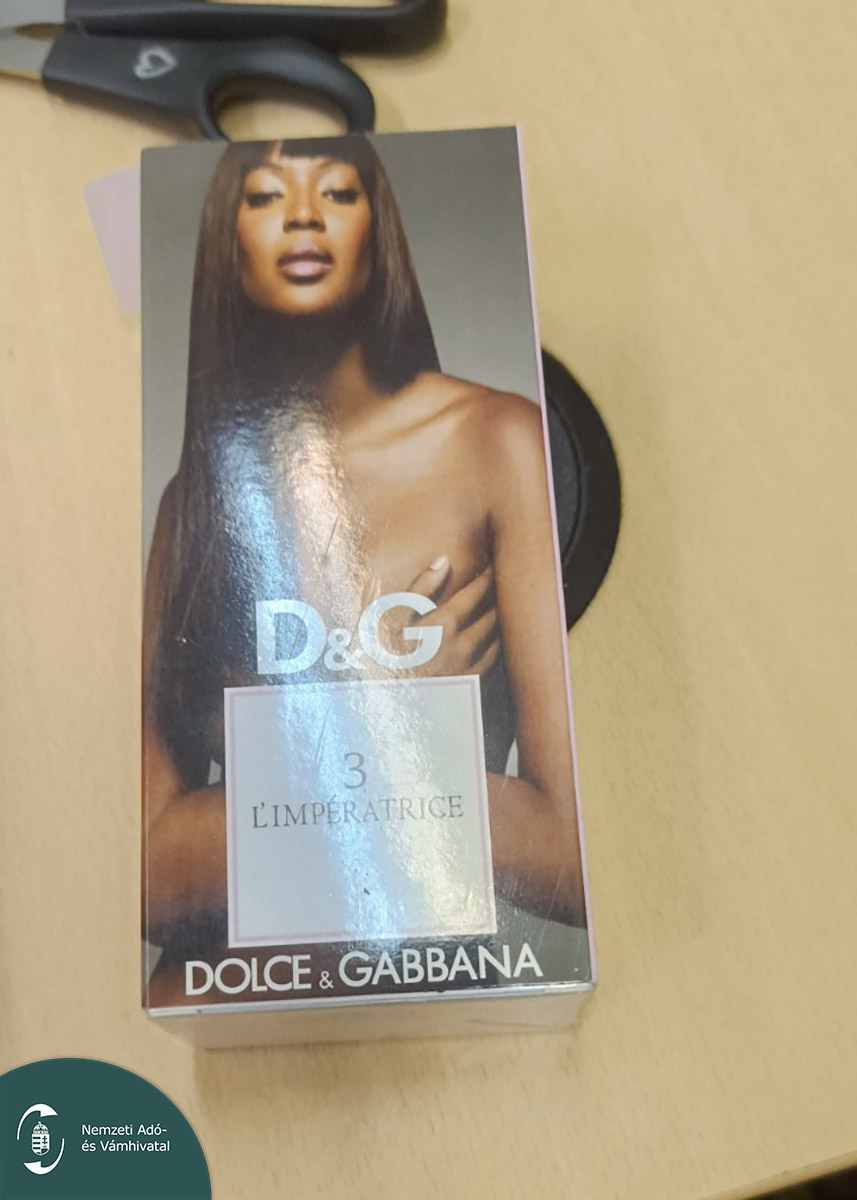 D&G
3
L'IMPÉRATRICE
DOLCE & GABBANA
Nemzeti Adó-
és Vámhivatal